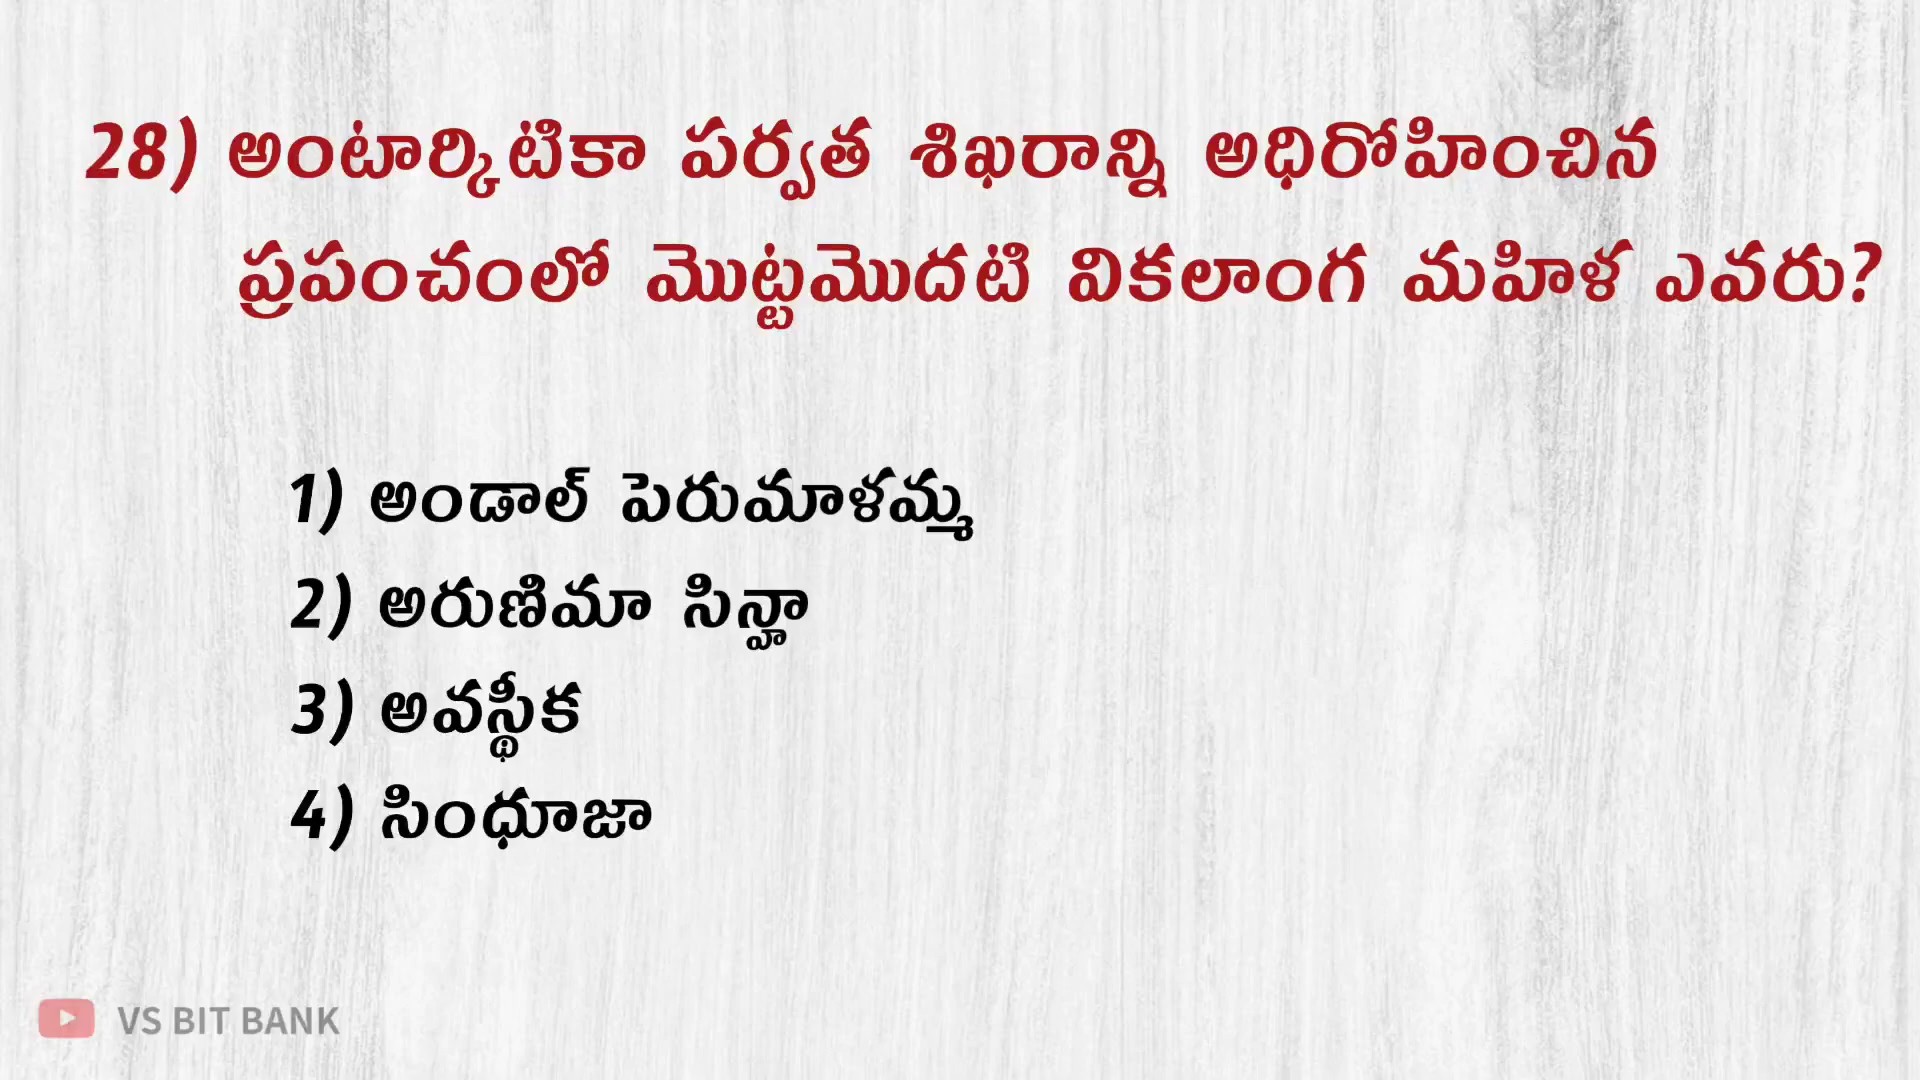 28) అంటార్కిటికా పర్వత శిఖరాన్ని అధిరోహించిన
ప్రపంచంలో మొట్టమొదటి వికలాంగ మహిళ ఎవరు?
1) అండాల్ పెరుమాళమ్మ
2) అరుణిమా సిన్హా
3) అవస్థీక
4) సింధూజా
VS BIT BANK